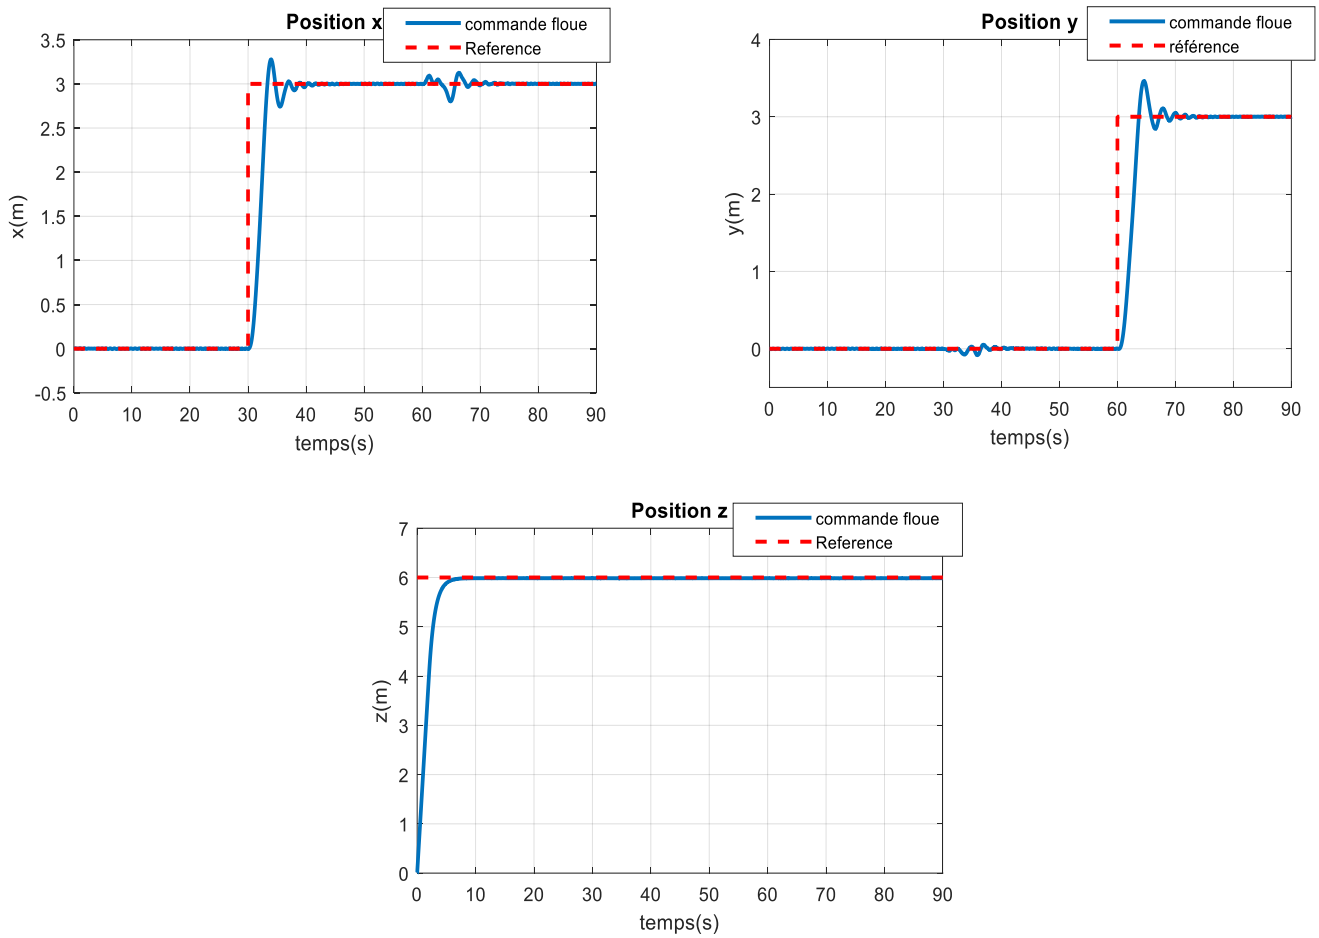 Position x
commande floue
Reference
3.5
3
2.5
2
1.5
1
0.5
0
-0.5
x(m)
0 10 20 30 40 50 60 70 80 90
temps(s)
Position y
commande floue
référence
4
3
2
1
0
y(m)
0 10 20 30 40 50 60 70 80 90
temps(s)
Position z
commande floue
Reference
7
6
5
4
3
2
1
0
z(m)
0 10 20 30 40 50 60 70 80 90
temps(s)